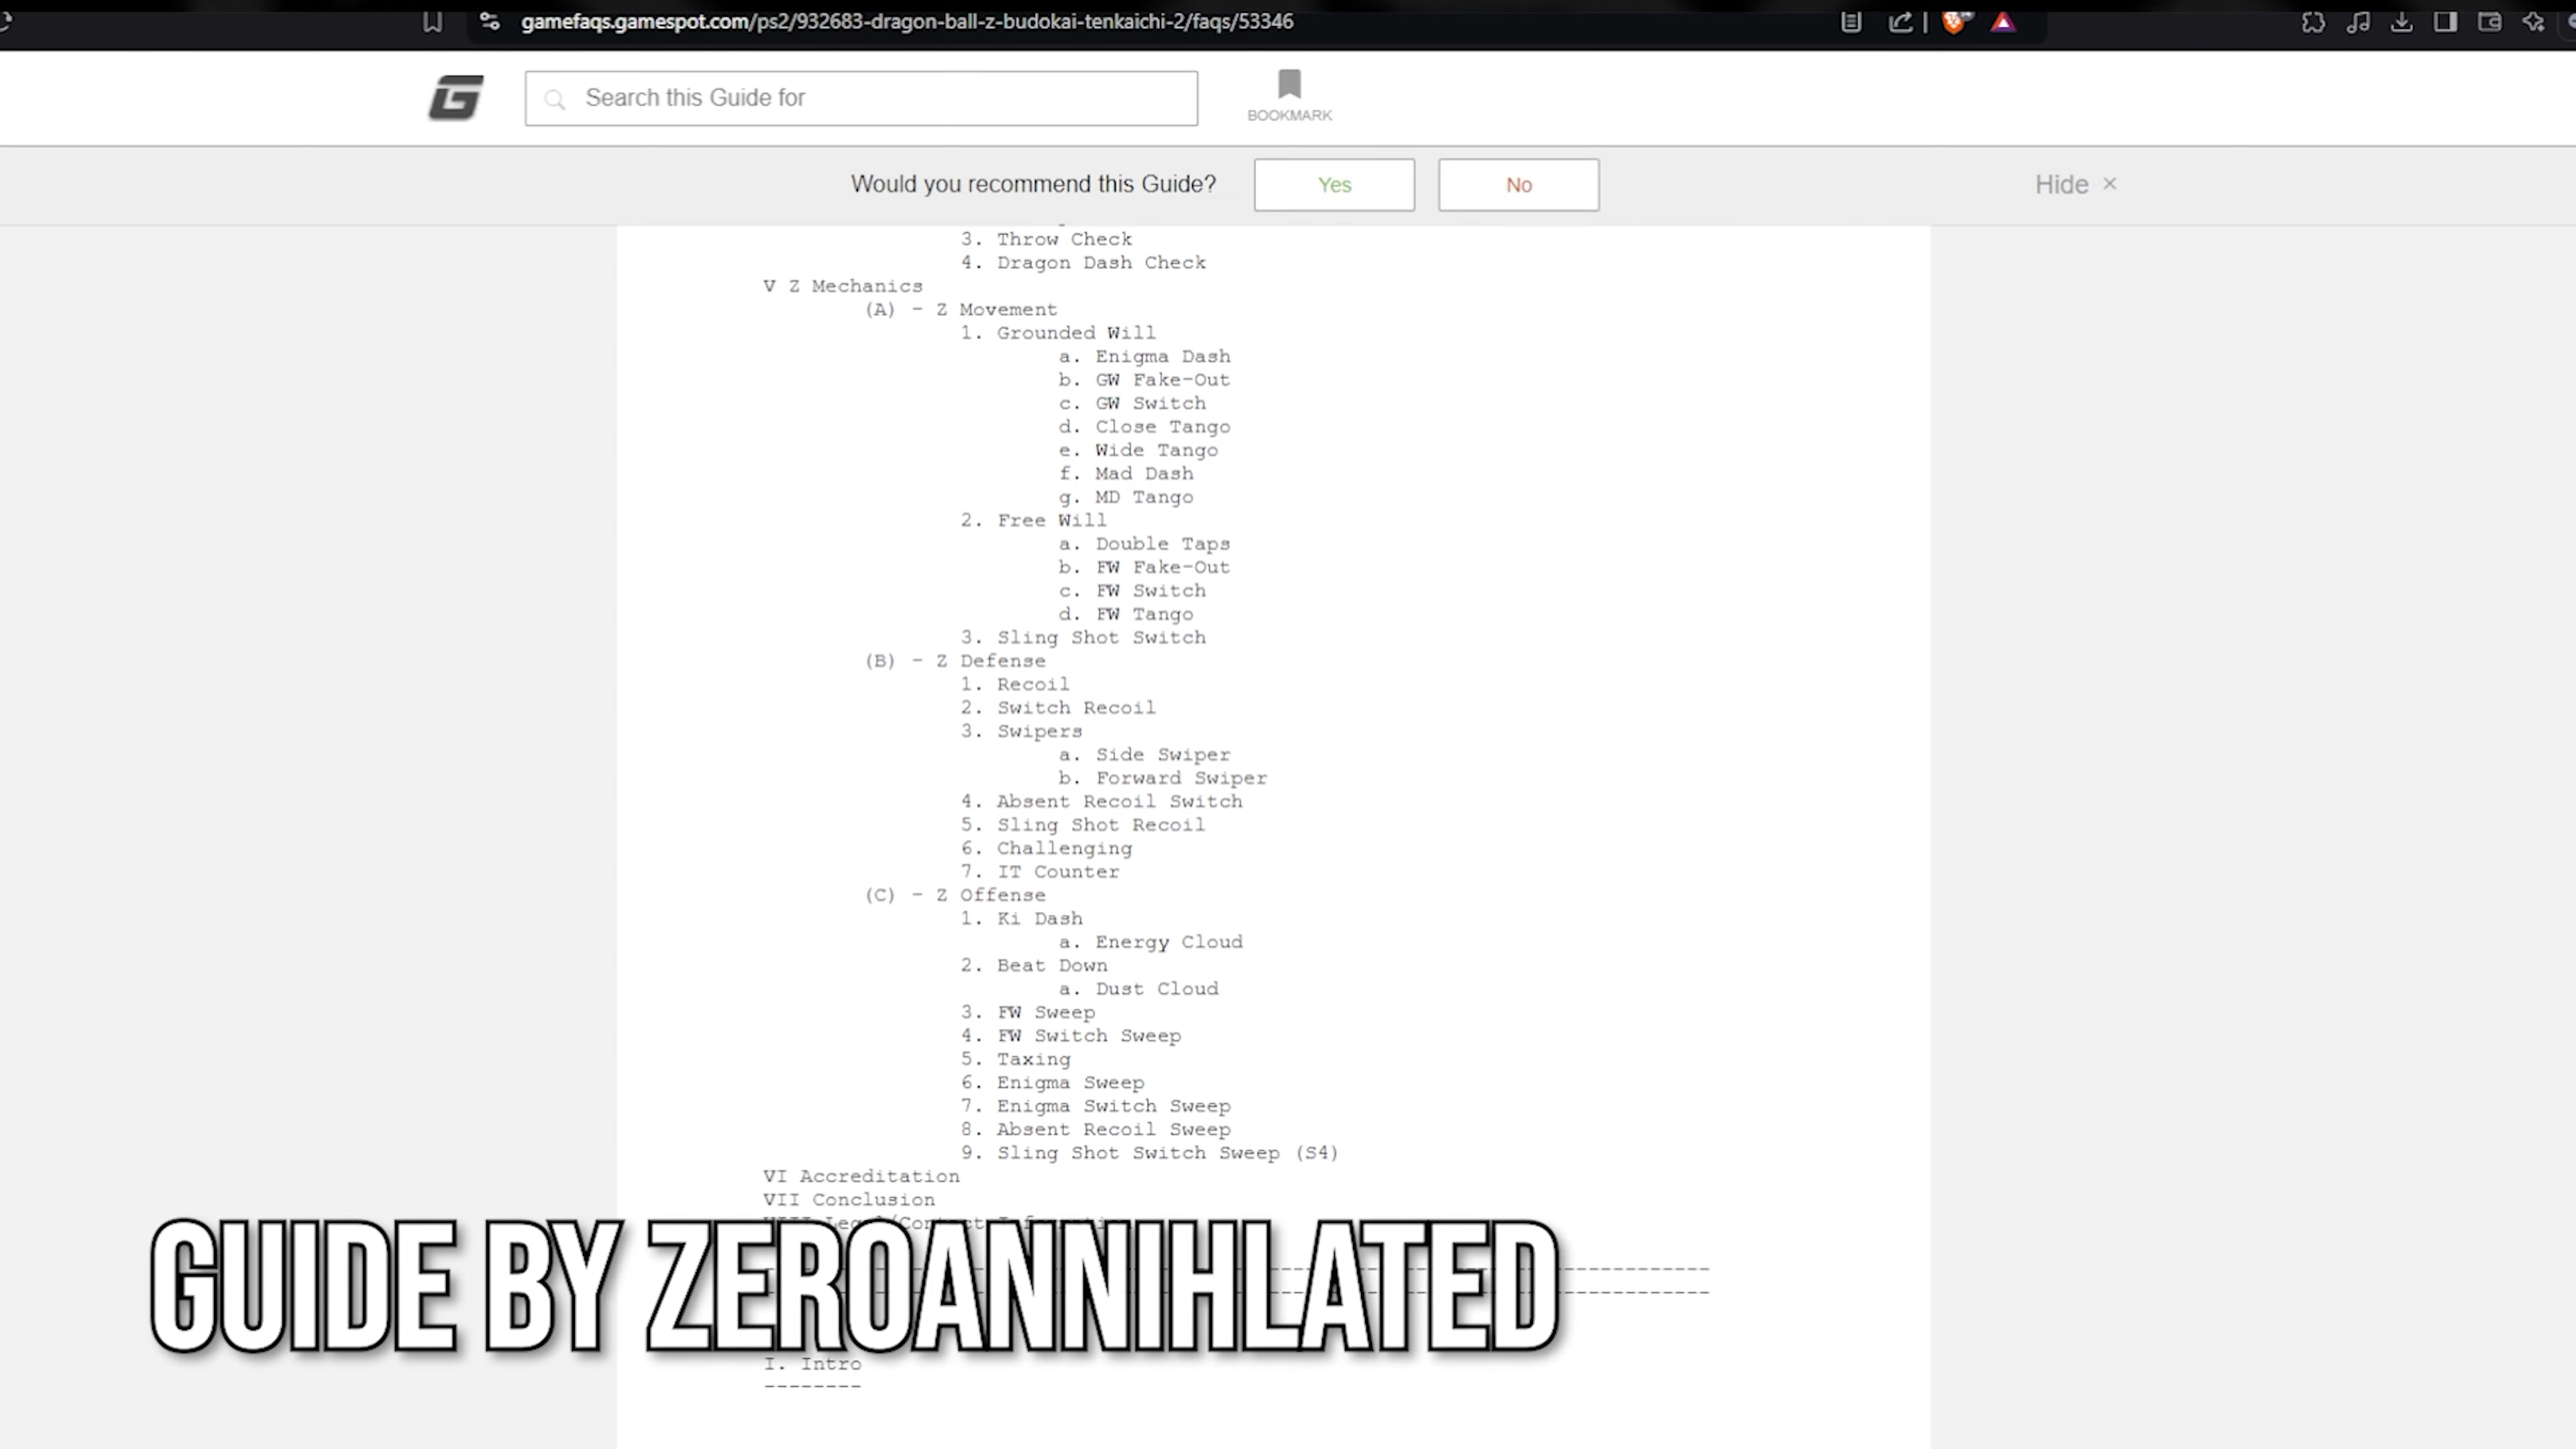 gamefaqs.gamespot.com/ps2/932683-dragon-ball-z-budokai-tenkaichi-2/faqs/53346
Search this Guide for
BOOKMARK
Would you recommend this Guide?
Yes
No
Hide ×
3. Throw Check
4. Dragon Dash Check
V Z Mechanics
(A) - Z Movement
1. Grounded Will
a. Enigma Dash
b. GW Fake-Out
c. GW Switch
d. Close Tango
e. Wide Tango
f. Mad Dash
g. MD Tango
2. Free Will
a. Double Taps
b. FW Fake-Out
c. FW Switch
d. FW Tango
3. Sling Shot Switch
(B) - Z Defense
1. Recoil
2. Switch Recoil
3. Swipers
a. Side Swiper
b. Forward Swiper
4. Absent Recoil Switch
5. Sling Shot Recoil
6. Challenging
7. IT Counter
(C) - Z Offense
1. Ki Dash
a. Energy Cloud
2. Beat Down
a. Dust Cloud
3. FW Sweep
4. FW Switch Sweep
5. Taxing
6. Enigma Sweep
7. Enigma Switch Sweep
8. Absent Recoil Sweep
9. Sling Shot Switch Sweep (S4)
VI Accreditation
VII Conclusion
GUIDE BY ZEROANNIHLATED
I. Intro
--------